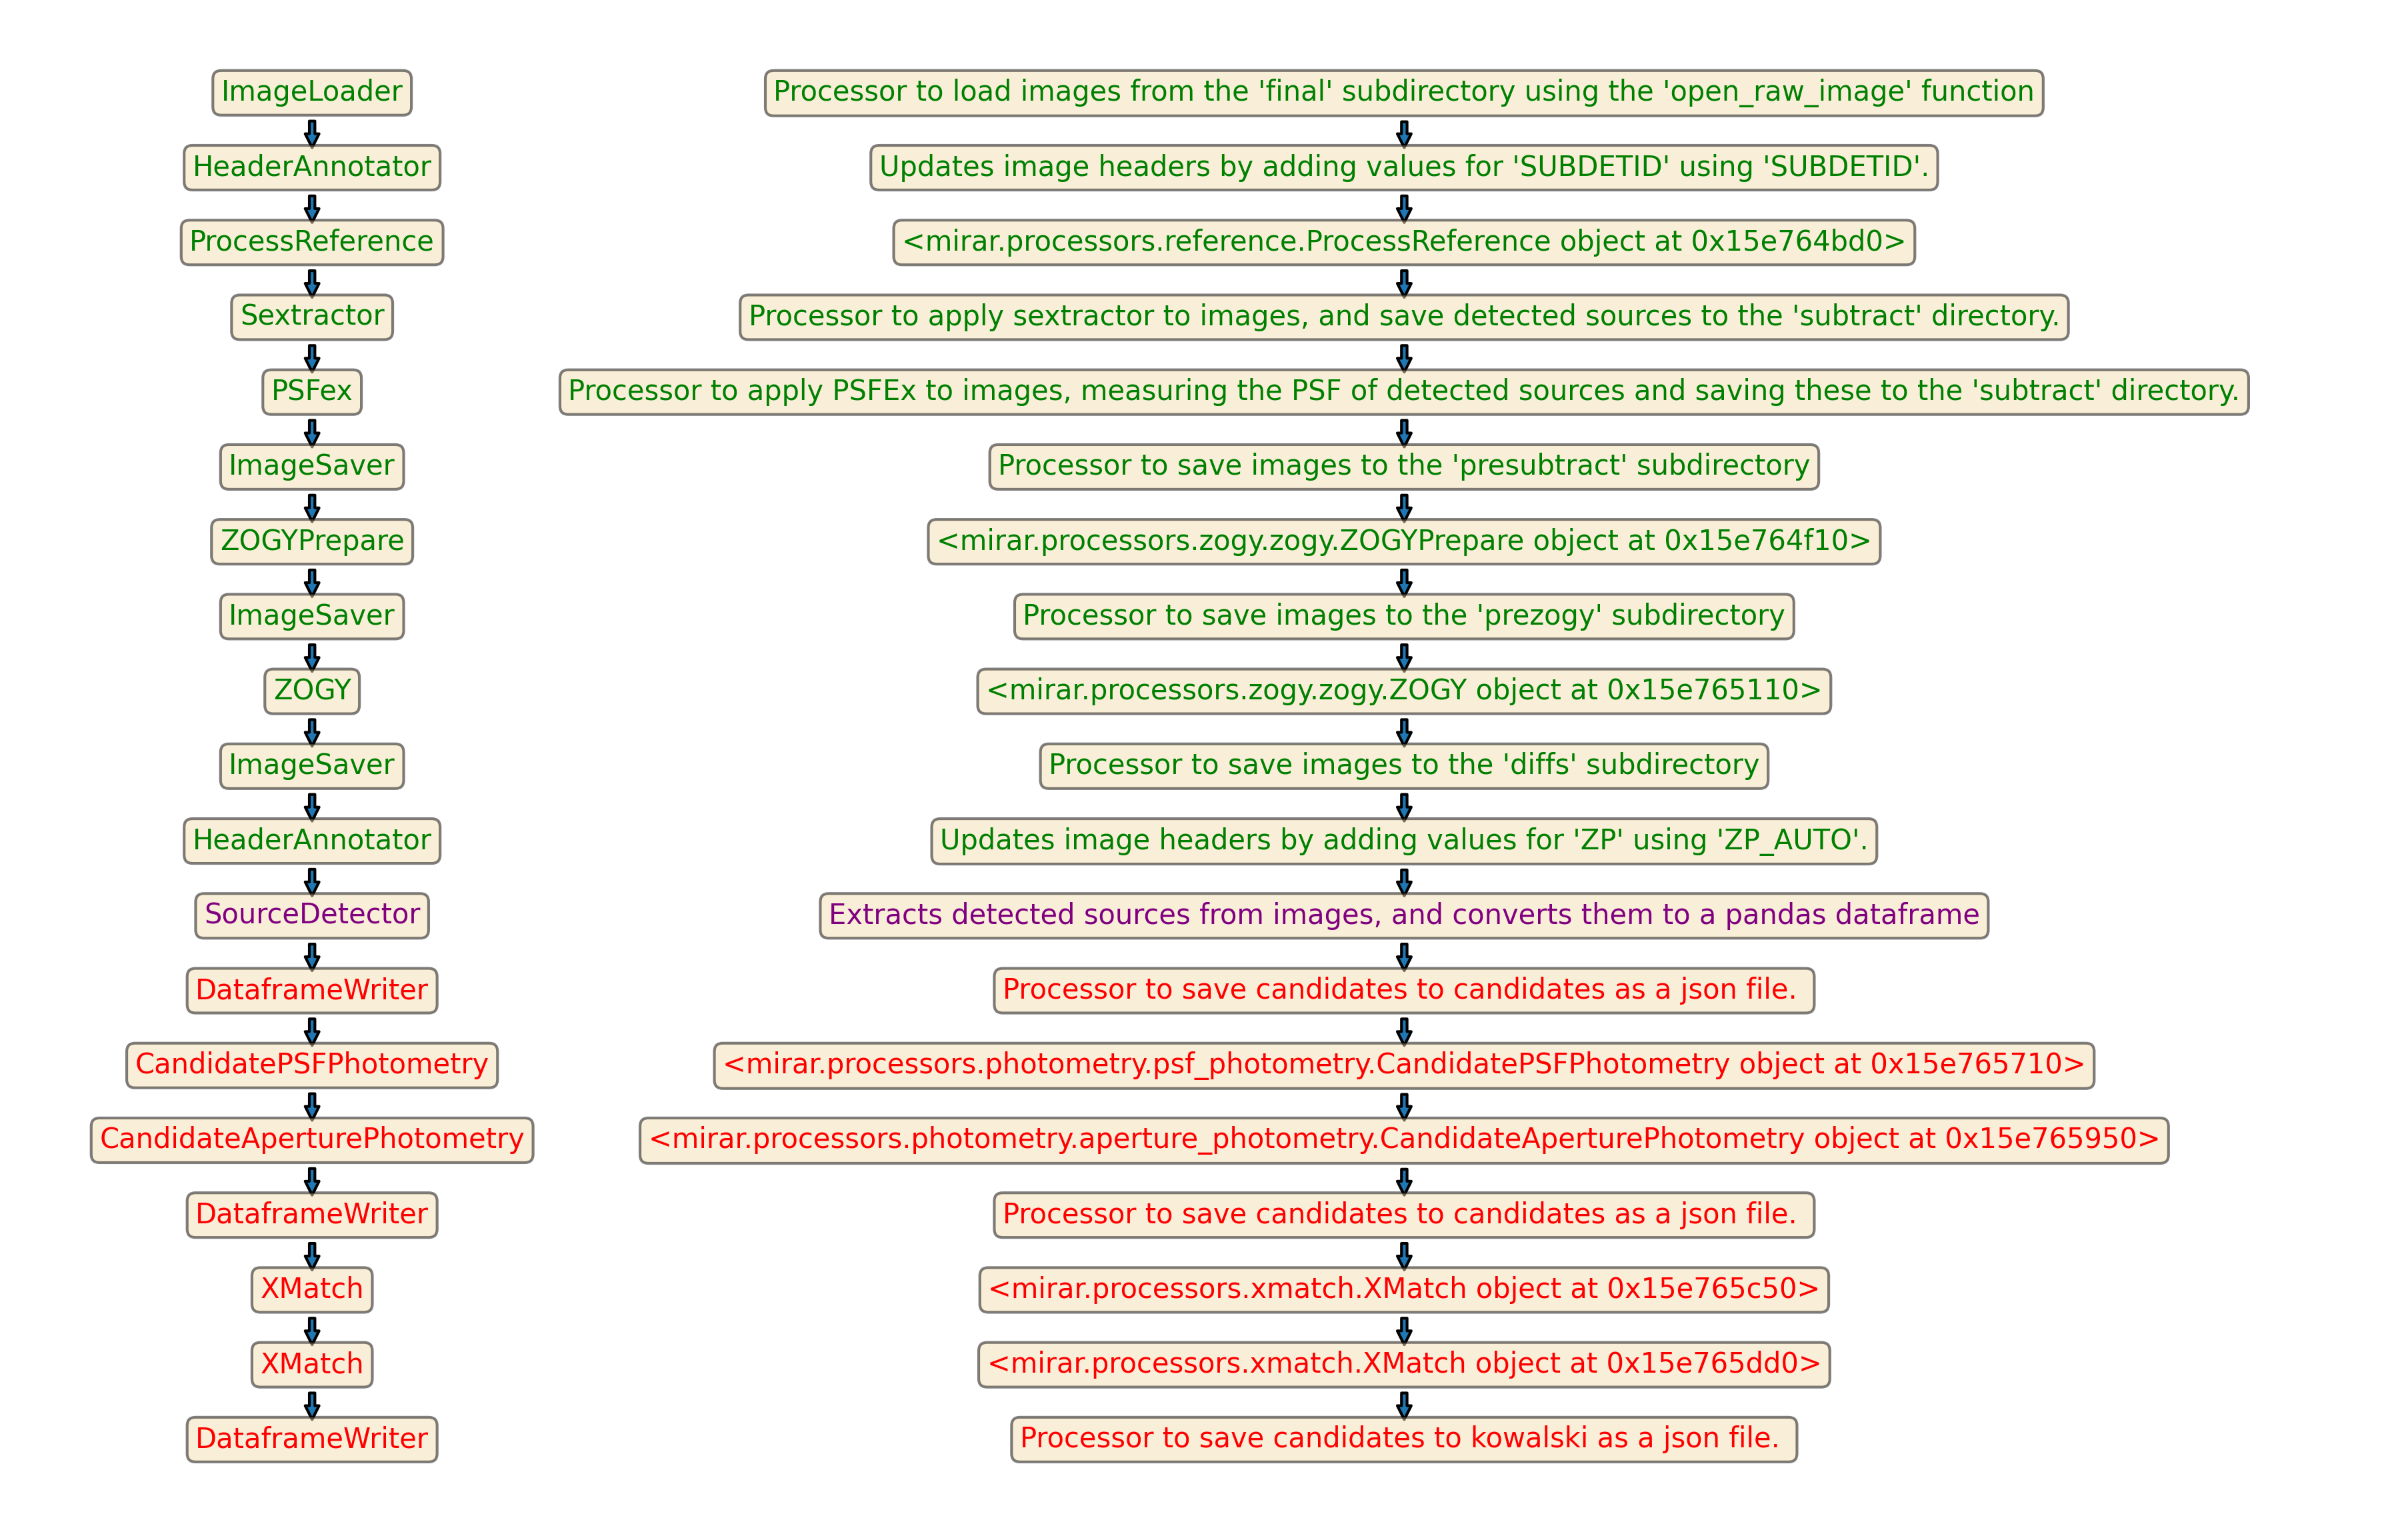 ImageLoader
Processor to load images from the 'final' subdirectory using the 'open_raw_image' function
HeaderAnnotator
Updates image headers by adding values for 'SUBDETID' using 'SUBDETID'.
ProcessReference
<mirar.processors.reference.ProcessReference object at 0x15e764bd0>
Sextractor
Processor to apply sextractor to images, and save detected sources to the 'subtract' directory.
PSFex
Processor to apply PSFEx to images, measuring the PSF of detected sources and saving these to the 'subtract' directory.
ImageSaver
Processor to save images to the 'presubtract' subdirectory
ZOGYPrepare
<mirar.processors.zogy.zogy.ZOGYPrepare object at 0x15e764f10>
ImageSaver
Processor to save images to the 'prezogy' subdirectory
ZOGY
<mirar.processors.zogy.zogy.ZOGY object at 0x15e765110>
ImageSaver
Processor to save images to the 'diffs' subdirectory
HeaderAnnotator
Updates image headers by adding values for 'ZP' using 'ZP_AUTO'.
SourceDetector
Extracts detected sources from images, and converts them to a pandas dataframe
DataframeWriter
Processor to save candidates to candidates as a json file.
CandidatePSFPhotometry
<mirar.processors.photometry.psf_photometry.CandidatePSFPhotometry object at 0x15e765710>
CandidateAperturePhotometry
<mirar.processors.photometry.aperture_photometry.CandidateAperturePhotometry object at 0x15e765950>
DataframeWriter
Processor to save candidates to candidates as a json file.
XMatch
<mirar.processors.xmatch.XMatch object at 0x15e765c50>
XMatch
<mirar.processors.xmatch.XMatch object at 0x15e765dd0>
DataframeWriter
Processor to save candidates to kowalski as a json file.